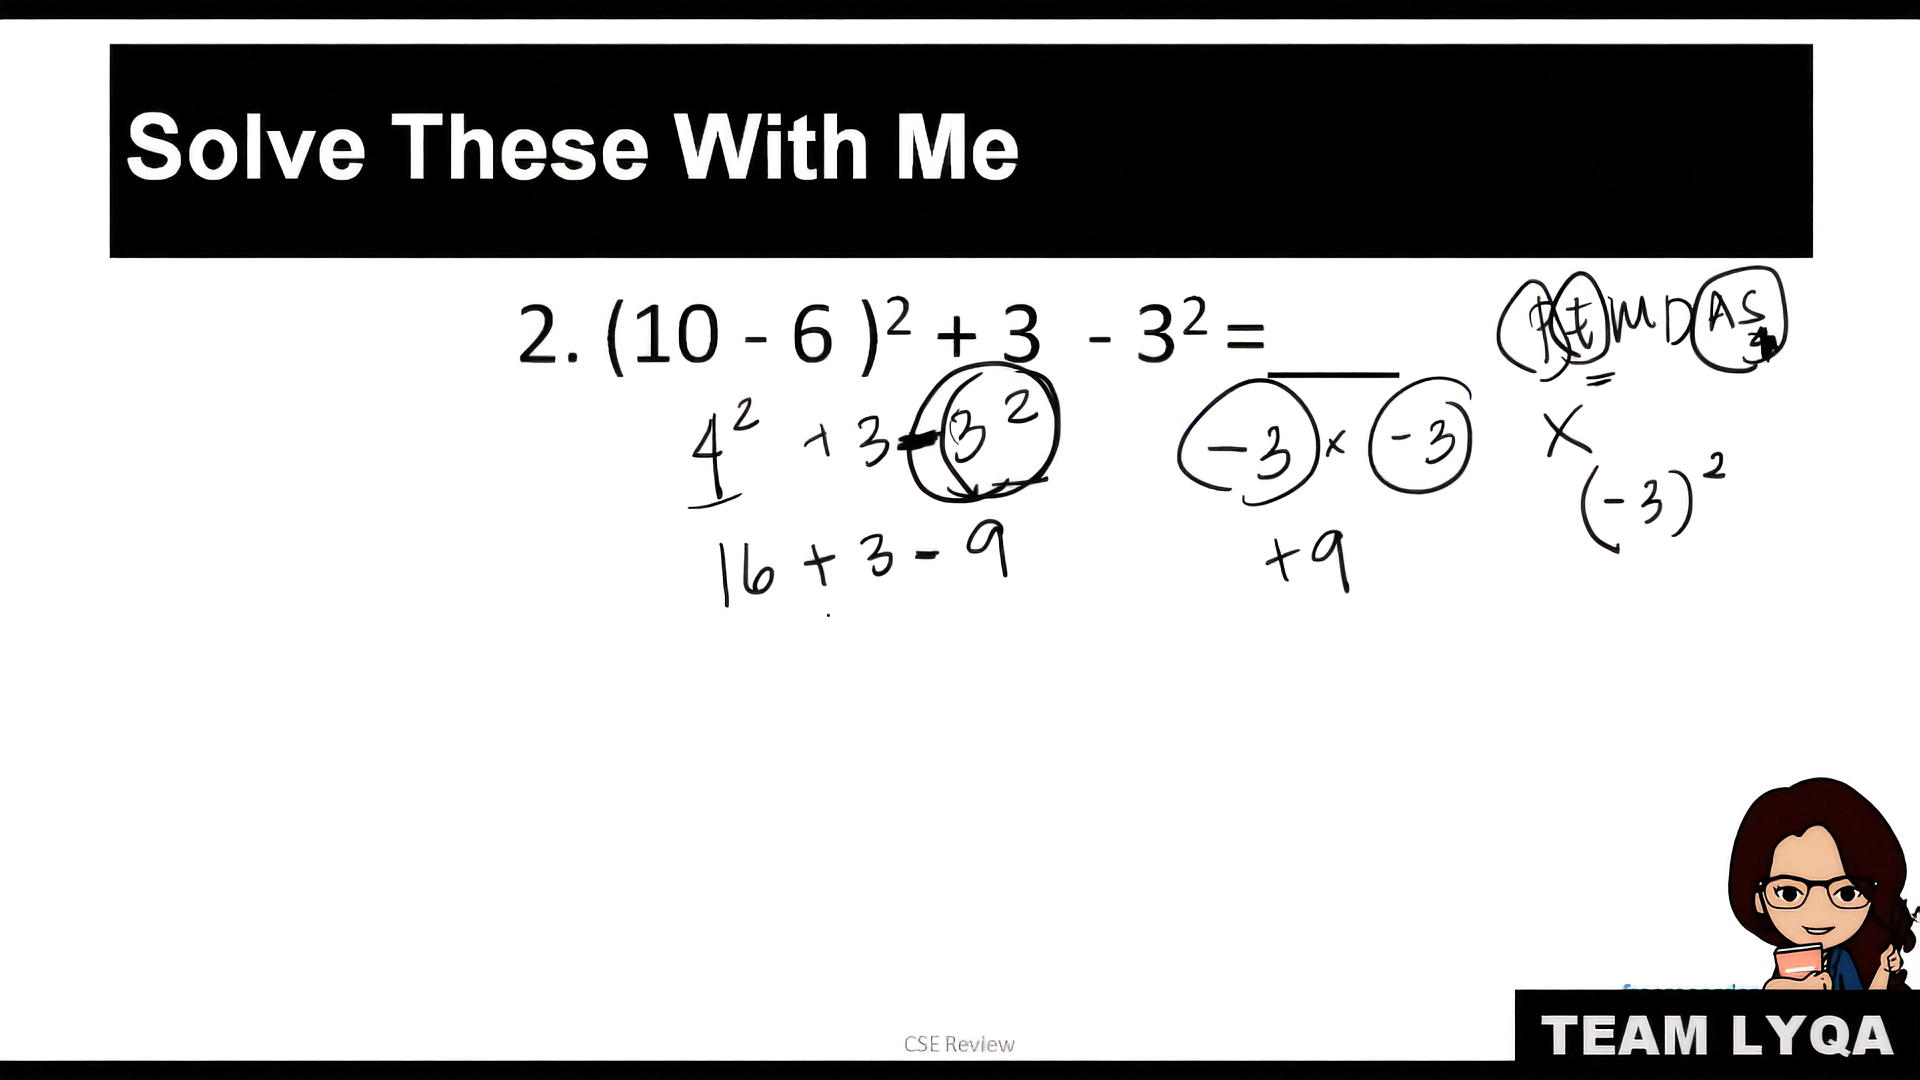 Solve These With Me
2. (10 - 6 )² + 3 - 3² = ______
PEMDAS
4² + 3 - 3²
-3 × -3
×
(-3)²
16 + 3 - 9
+9
CSE Review
TEAM LYQA